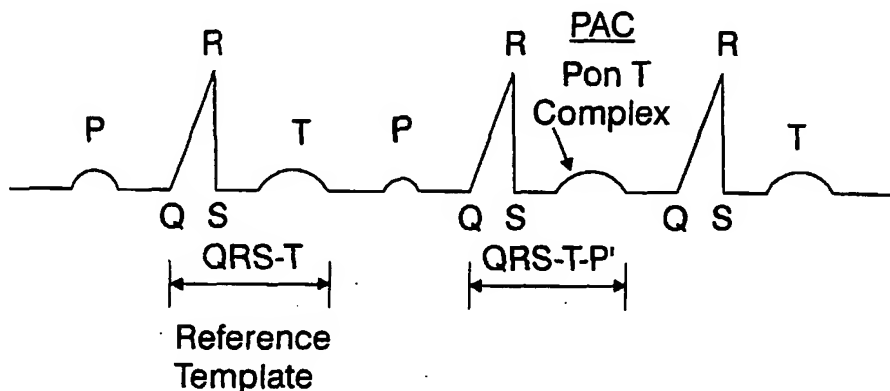 PAC
R R R
Pon T
Complex
P T P T
Q S Q S Q S
QRS-T QRS-T-P'
Reference
Template